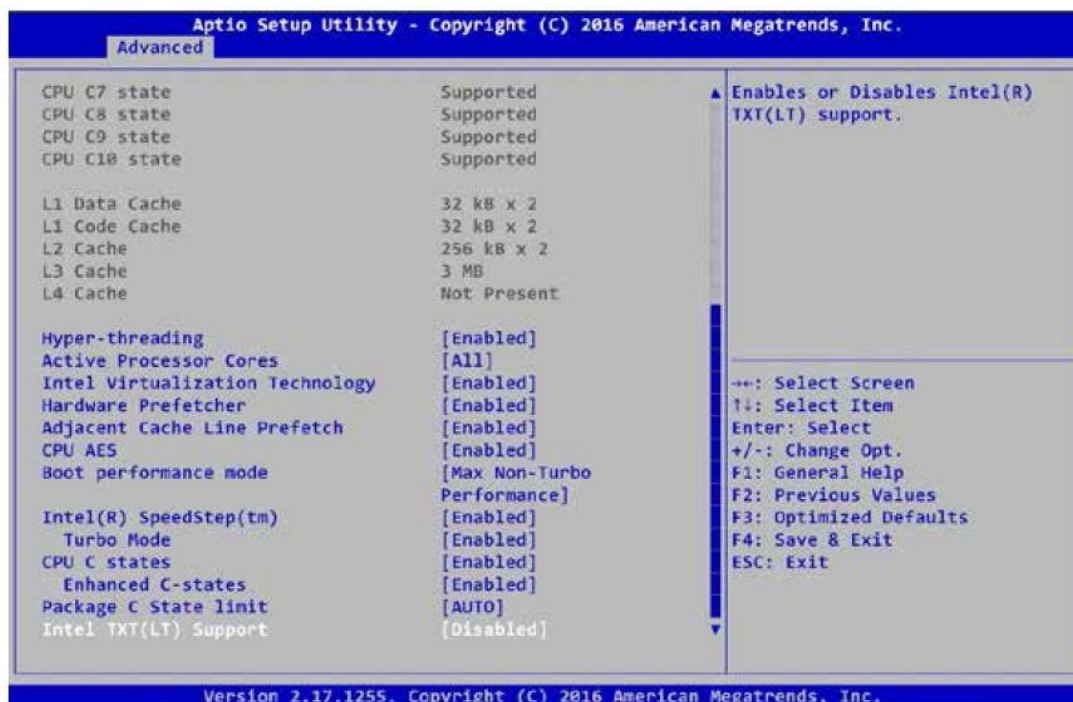 Aptio Setup Utility - Copyright (C) 2016 American Megatrends, Inc.
Advanced
CPU C7 state Supported
CPU C8 state Supported
CPU C9 state Supported
CPU C10 state Supported
L1 Data Cache 32 kB x 2
L1 Code Cache 32 kB x 2
L2 Cache 256 kB x 2
L3 Cache 3 MB
L4 Cache Not Present
Hyper-threading [Enabled]
Active Processor Cores [All]
Intel Virtualization Technology [Enabled]
Hardware Prefetcher [Enabled]
Adjacent Cache Line Prefetch [Enabled]
CPU AES [Enabled]
Boot performance mode [Max Non-Turbo
Performance]
Intel(R) SpeedStep(tm) [Enabled]
Turbo Mode [Enabled]
CPU C states [Enabled]
Enhanced C-states [Enabled]
Package C State limit [AUTO]
Intel TXT(LT) Support [Disabled]
Enables or Disables Intel(R)
TXT(LT) support.
→←: Select Screen
↑↓: Select Item
Enter: Select
+/-: Change Opt.
F1: General Help
F2: Previous Values
F3: Optimized Defaults
F4: Save & Exit
ESC: Exit
Version 2.17.1255. Copyright (C) 2016 American Megatrends, Inc.